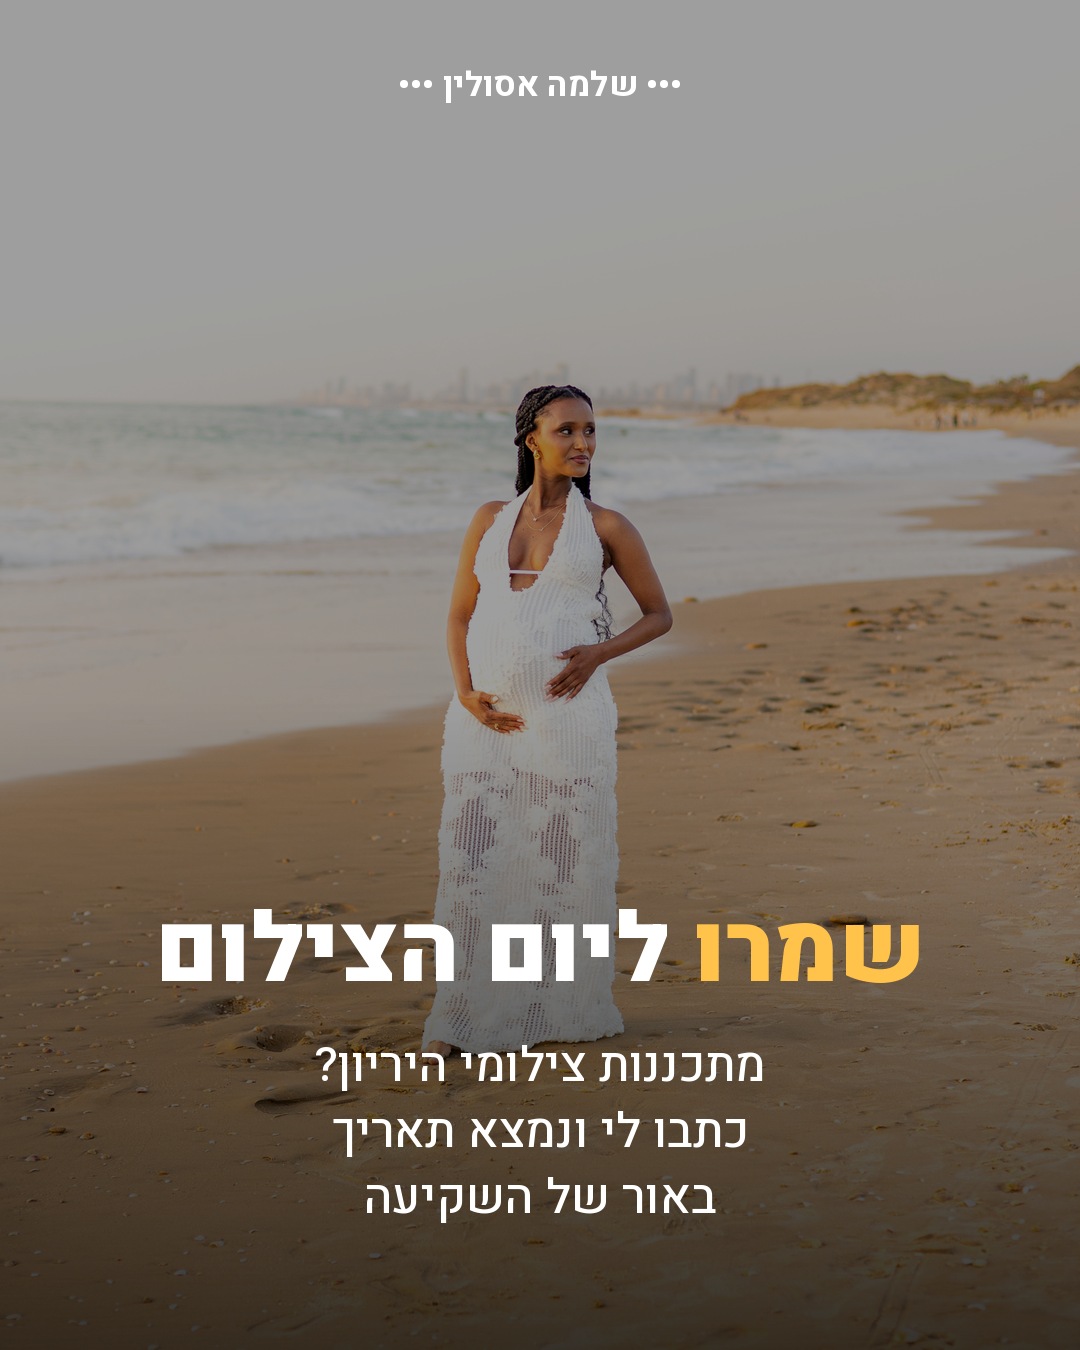 ••• שלמה אסולין •••
שמרו ליום הצילום
מתכננות צילומי היריון?
כתבו לי ונמצא תאריך
באור של השקיעה